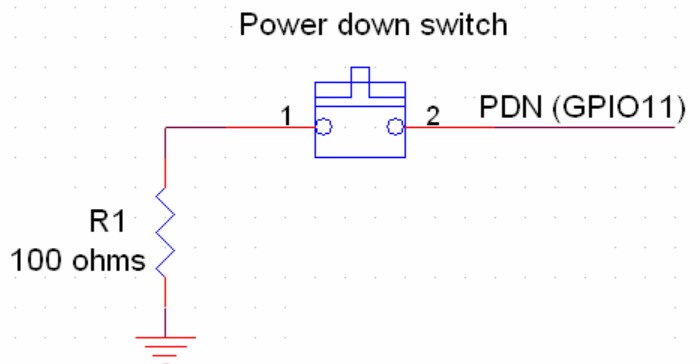 Power down switch
1
2
PDN (GPIO11)
R1
100 ohms